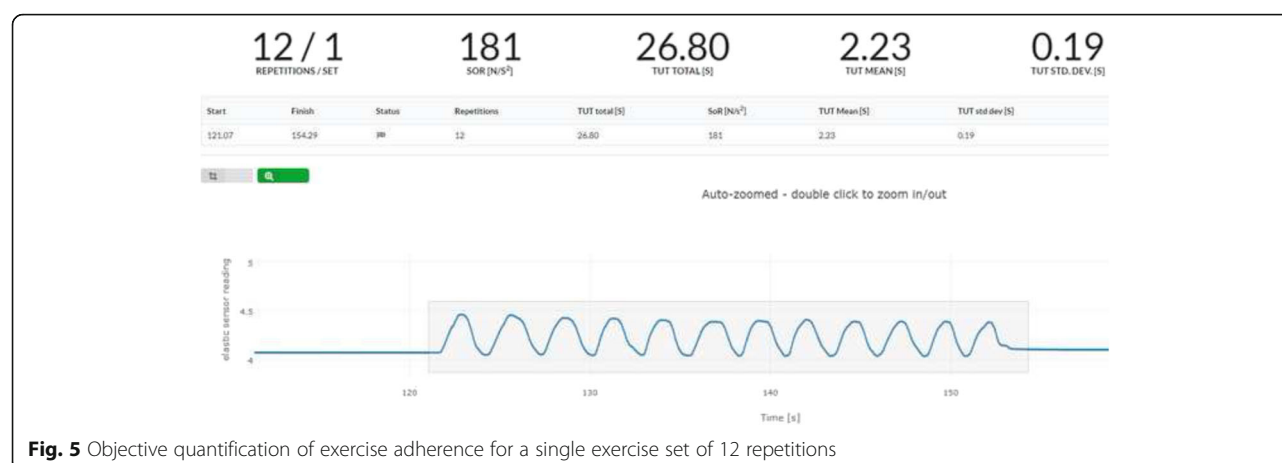 12 / 1 181 26.80 2.23 0.19
REPETITIONS / SET SOR [N/S²] TUT TOTAL [S] TUT MEAN [S] TUT STD. DEV. [S]
Start Finish Status Repetitions TUT total [S] SoR [N/s²] TUT Mean [S] TUT std dev [S]
121.07 154.29 12 26.80 181 2.23 0.19
Auto-zoomed - double click to zoom in/out
elastic sensor reading
5
4.5
4
120 130 140 150
Time [s]
Fig. 5 Objective quantification of exercise adherence for a single exercise set of 12 repetitions